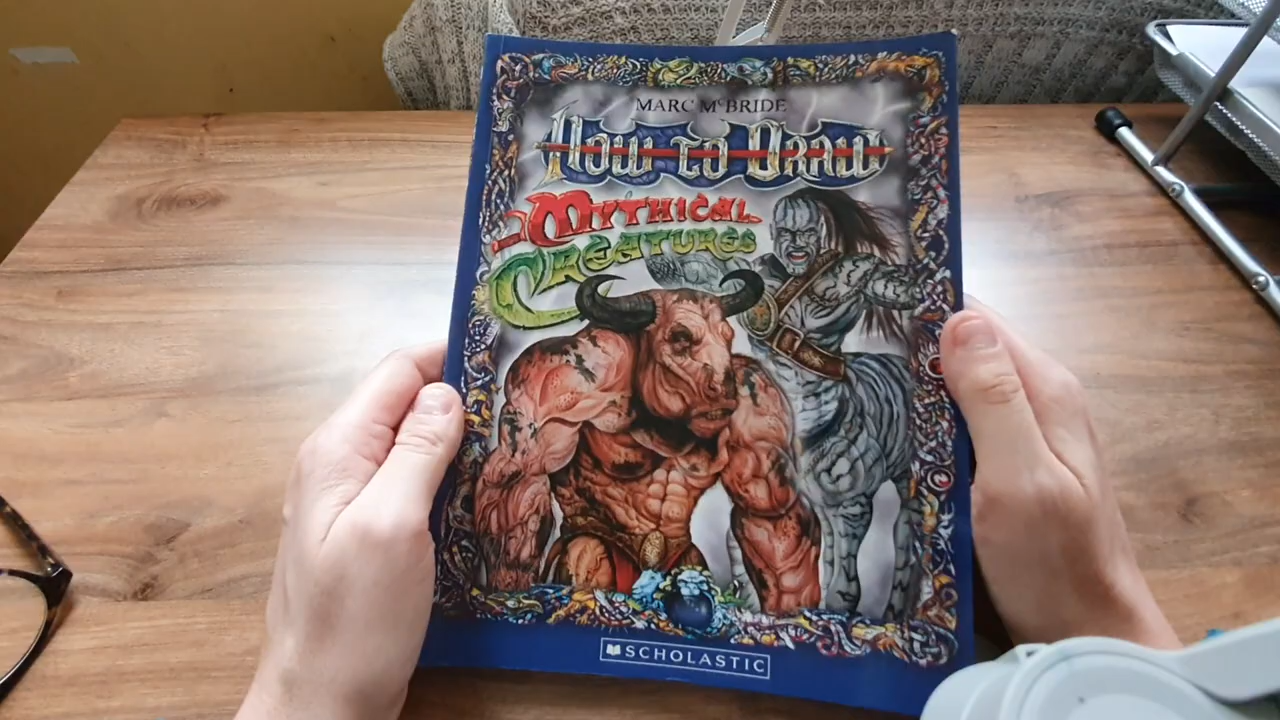 MARC McBRIDE
How to Draw
Mythical
Creatures
SCHOLASTIC